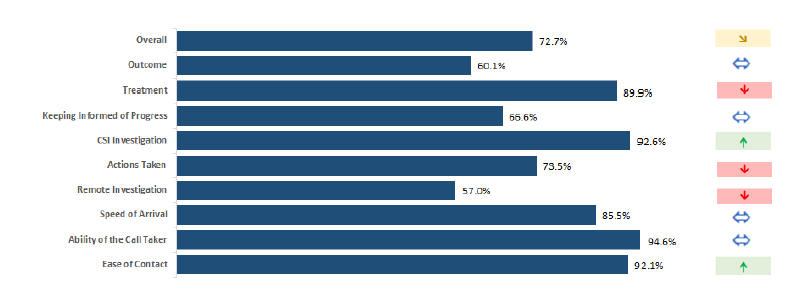 Overall 72.7%
Outcome 60.1%
Treatment 89.9%
Keeping Informed of Progress 66.6%
CSI Investigation 92.6%
Actions Taken 73.5%
Remote Investigation 57.0%
Speed of Arrival 85.5%
Ability of the Call Taker 94.6%
Ease of Contact 92.1%